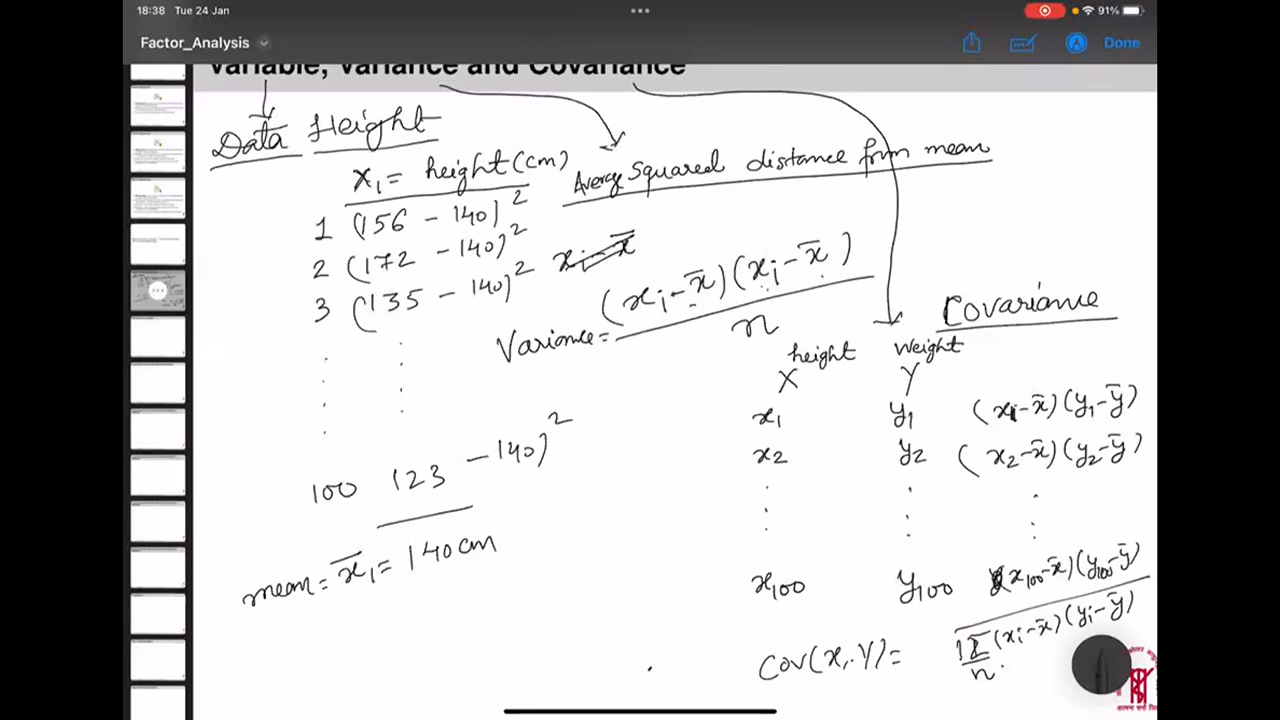 18:38 Tue 24 Jan
91%
Factor_Analysis
Done
Variable, Variance and Covariance
Data Height
x₁ = height (cm)
Average Squared distance from mean
1 (156 - 140)²
2 (172 - 140)²
3 (135 - 140)²
xᵢ - x̄
Variance = (xᵢ - x̄)(xᵢ - x̄) / n
Covariance
height weight
X Y
x₁ y₁ (xᵢ - x̄)(y₁ - ȳ)
x₂ y₂ (x₂ - x̄)(y₂ - ȳ)
100 123 - 140)²
mean = x̄₁ = 140 cm
x₁₀₀ y₁₀₀ (x₁₀₀ - x̄)(y₁₀₀ - ȳ)
Cov(x, Y) = 1/n Σ (xᵢ - x̄)(yᵢ - ȳ)